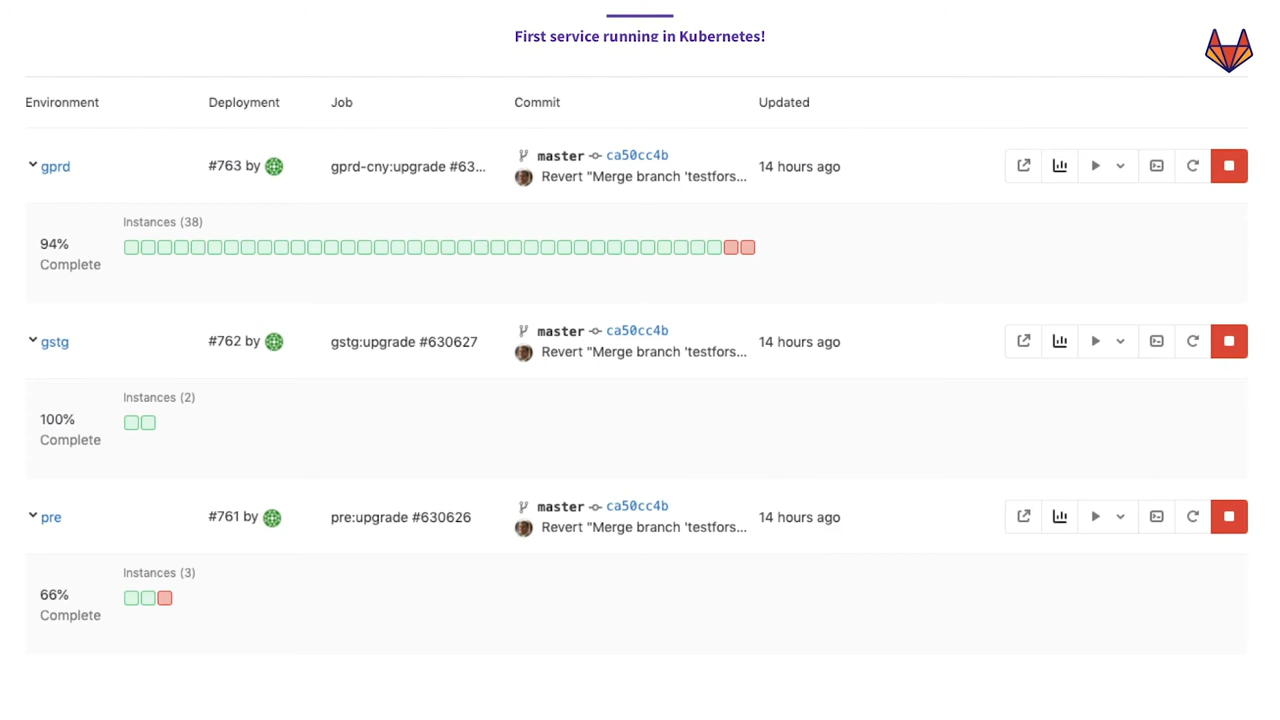 First service running in Kubernetes!
Environment Deployment Job Commit Updated
gprd #763 by gprd-cny:upgrade #63... master ca50cc4b 14 hours ago
Revert "Merge branch 'testfors...
Instances (38)
94%
Complete
gstg #762 by gstg:upgrade #630627 master ca50cc4b 14 hours ago
Revert "Merge branch 'testfors...
Instances (2)
100%
Complete
pre #761 by pre:upgrade #630626 master ca50cc4b 14 hours ago
Revert "Merge branch 'testfors...
Instances (3)
66%
Complete